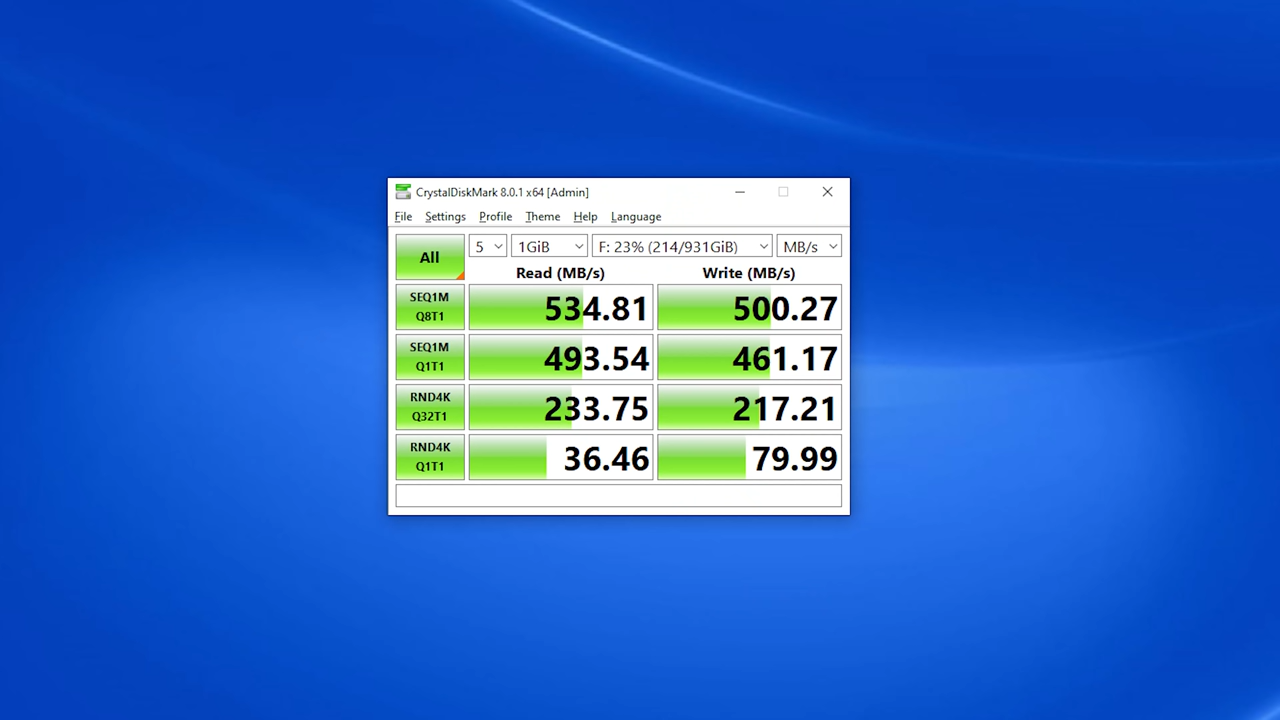 CrystalDiskMark 8.0.1 x64 [Admin]
File Settings Profile Theme Help Language
All 5 1GiB F: 23% (214/931GiB) MB/s
Read (MB/s) Write (MB/s)
SEQ1M
Q8T1 534.81 500.27
SEQ1M
Q1T1 493.54 461.17
RND4K
Q32T1 233.75 217.21
RND4K
Q1T1 36.46 79.99